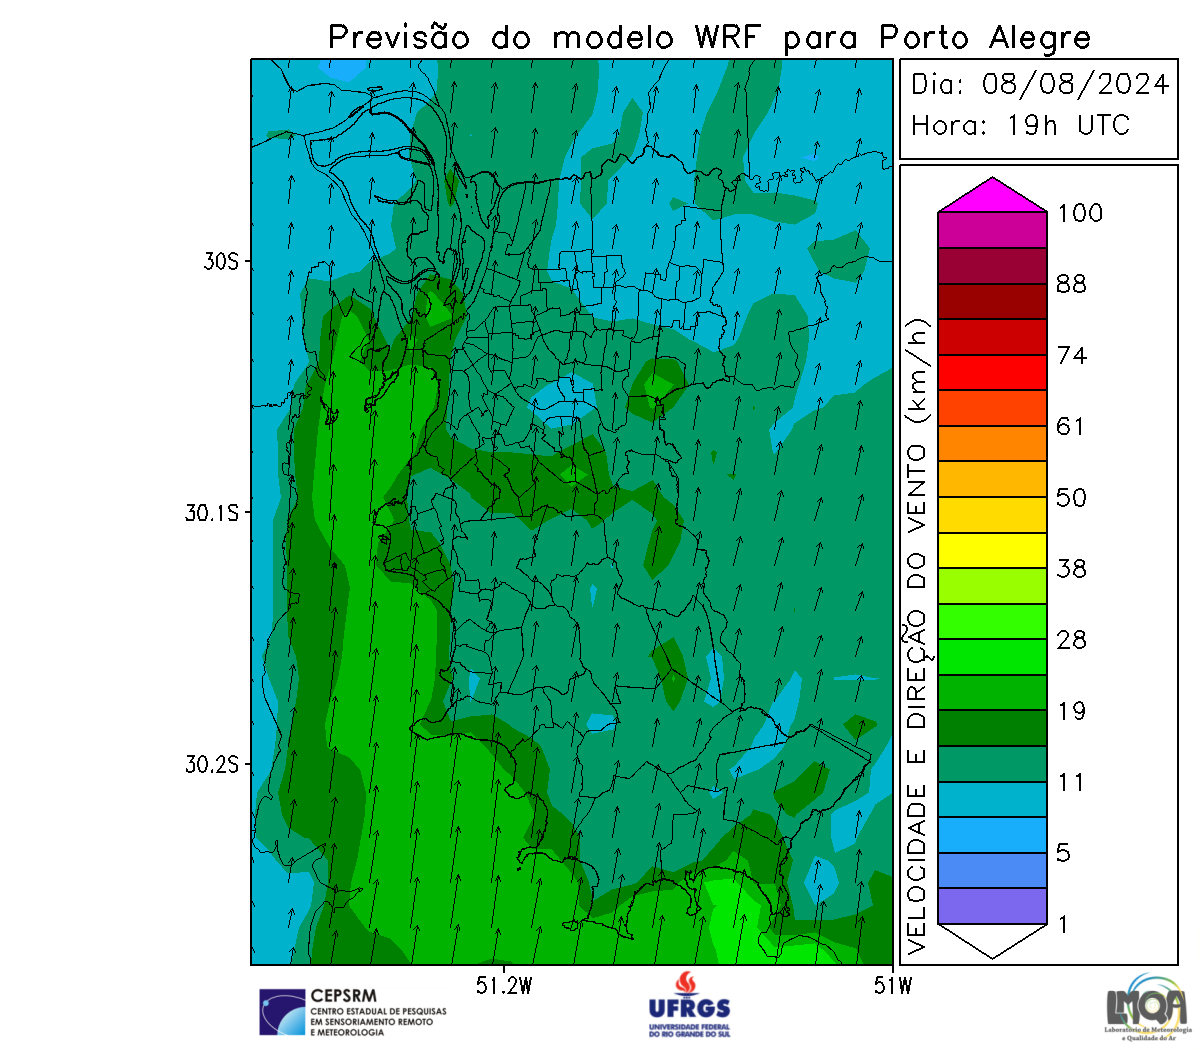 Previsão do modelo WRF para Porto Alegre
Dia: 08/08/2024
Hora: 19h UTC
30S
30.1S
30.2S
51.2W
51W
VELOCIDADE E DIREÇÃO DO VENTO (km/h)
100
88
74
61
50
38
28
19
11
5
1
CEPSRM
CENTRO ESTADUAL DE PESQUISAS
EM SENSORIAMENTO REMOTO
E METEOROLOGIA
UFRGS
UNIVERSIDADE FEDERAL
DO RIO GRANDE DO SUL
LMQA
Laboratório de Meteorologia
e Qualidade do Ar